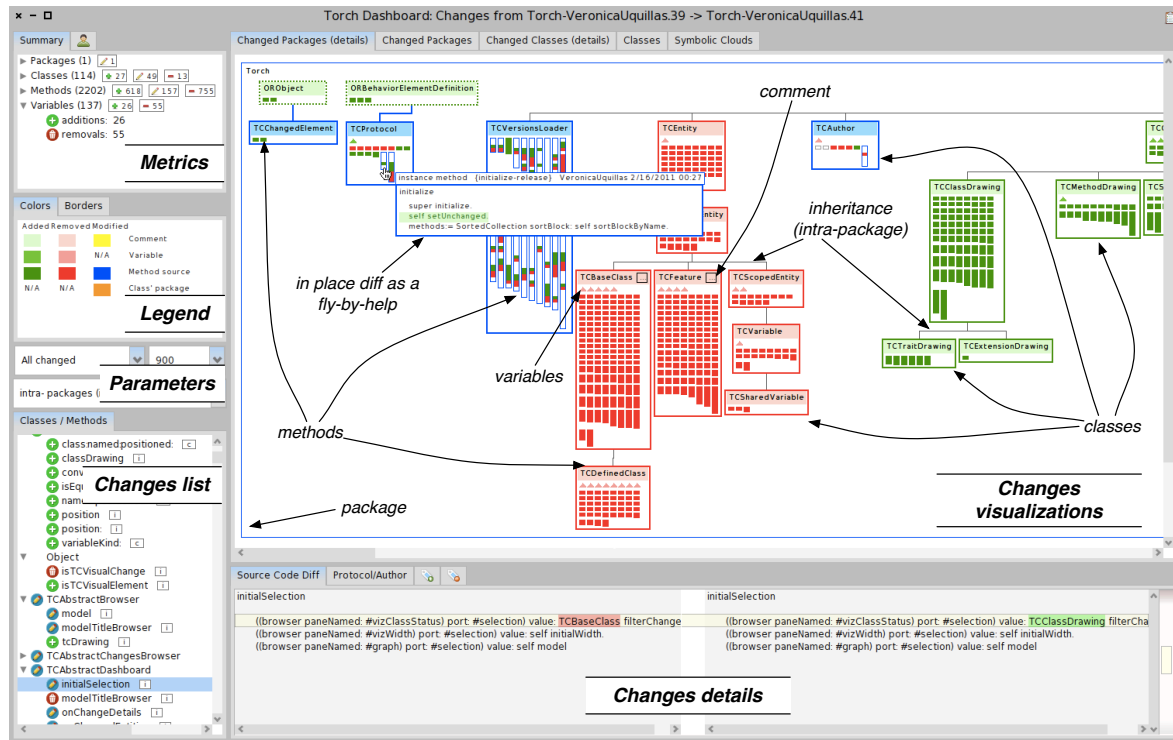 Torch Dashboard: Changes from Torch-VeronicaUquillas.39 -> Torch-VeronicaUquillas.41
Summary
Packages (1) 1
Classes (114) 27 49 13
Methods (2202) 618 157 755
Variables (137) 26 55
additions: 26
removals: 55
Metrics
Colors Borders
Added Removed Modified
Comment
N/A Variable
Method source
N/A N/A Class' package
Legend
All changed 900
Parameters
intra- packages (
Classes / Methods
class:named:positioned: c
classDrawing i
conv
isEqu
Changes list
position i
position: i
variableKind: c
Object
isTCVisualChange i
isTCVisualElement i
TCAbstractBrowser
model i
modelTitleBrowser i
tcDrawing i
TCAbstractChangesBrowser
TCAbstractDashboard
initialSelection i
modelTitleBrowser i
onChangeDetails i
Changed Packages (details) Changed Packages Changed Classes (details) Classes Symbolic Clouds
Torch
ORObject
ORBehaviorElementDefinition
comment
TCChangedElement
TCProtocol
TCVersionsLoader
TCEntity
TCAuthor
instance method {initialize-release} VeronicaUquillas 2/16/2011 00:27
initialize
super initialize.
self setUnchanged.
methods:= SortedCollection sortBlock: self sortBlockByName.
TCClassDrawing
TCMethodDrawing
inheritance
(intra-package)
in place diff as a
fly-by-help
TCBaseClass
TCFeature
TCScopedEntity
TCVariable
TCTraitDrawing
TCExtensionDrawing
variables
TCSharedVariable
methods
classes
TCDefinedClass
package
Changes
visualizations
Source Code Diff Protocol/Author
initialSelection
((browser paneNamed: #vizClassStatus) port: #selection) value: TCBaseClass filterChange
((browser paneNamed: #vizWidth) port: #selection) value: self initialWidth.
((browser paneNamed: #graph) port: #selection) value: self model
initialSelection
((browser paneNamed: #vizClassStatus) port: #selection) value: TCClassDrawing filterCha
((browser paneNamed: #vizWidth) port: #selection) value: self initialWidth.
((browser paneNamed: #graph) port: #selection) value: self model
Changes details